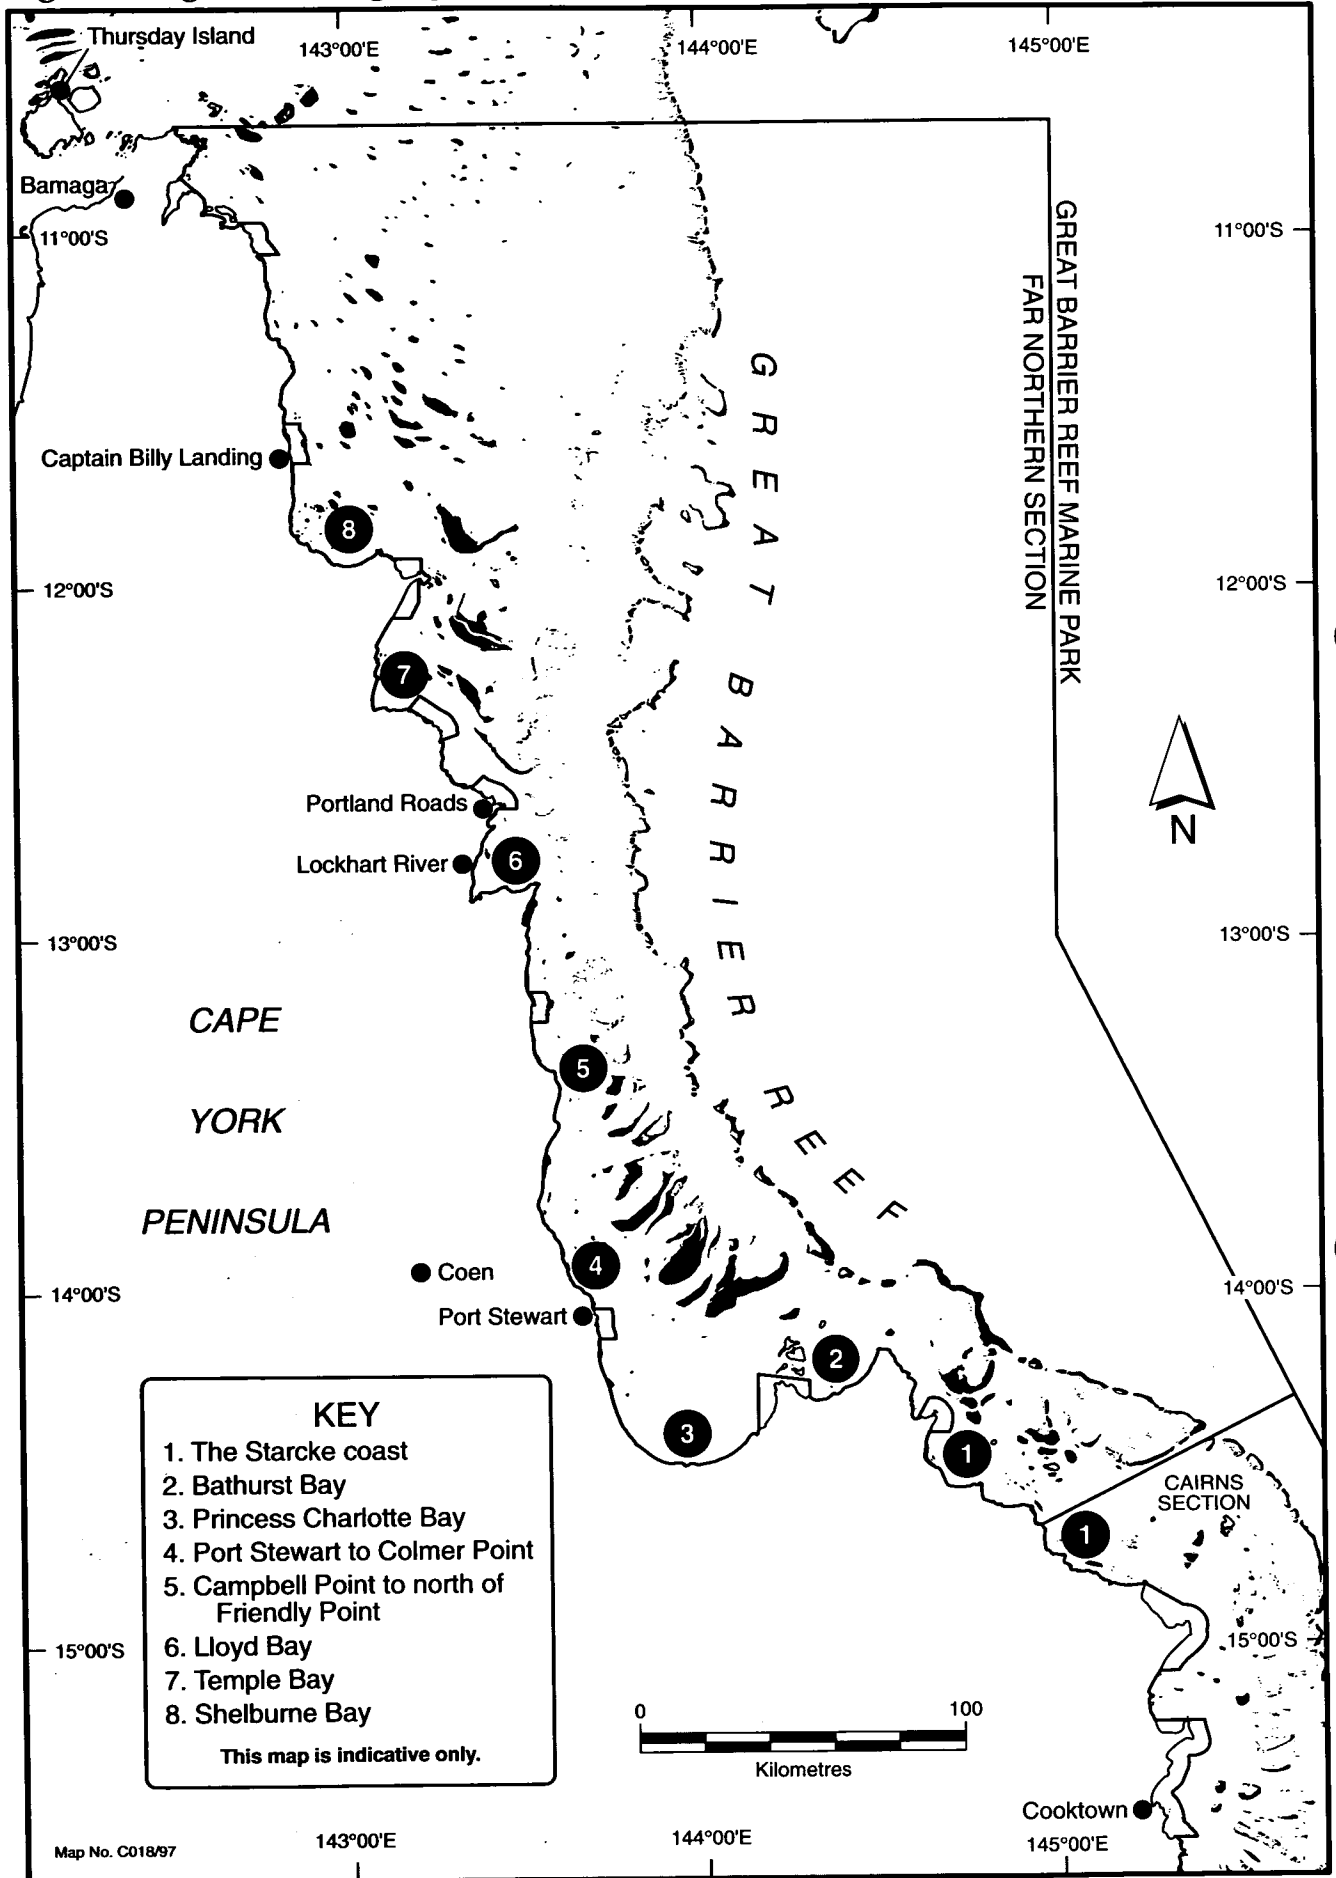 Thursday Island
143°00'E
144°00'E
145°00'E
Bamaga
11°00'S
11°00'S
GREAT BARRIER REEF MARINE PARK
FAR NORTHERN SECTION
GREAT BARRIER REEF
Captain Billy Landing
8
12°00'S
12°00'S
7
Portland Roads
Lockhart River
6
N
13°00'S
13°00'S
CAPE
YORK
PENINSULA
5
4
Coen
14°00'S
14°00'S
Port Stewart
2
3
1
CAIRNS
SECTION
1
KEY
1. The Starcke coast
2. Bathurst Bay
3. Princess Charlotte Bay
4. Port Stewart to Colmer Point
5. Campbell Point to north of
Friendly Point
6. Lloyd Bay
7. Temple Bay
8. Shelburne Bay
This map is indicative only.
15°00'S
15°00'S
0
100
Kilometres
Cooktown
Map No. C018/97
143°00'E
144°00'E
145°00'E